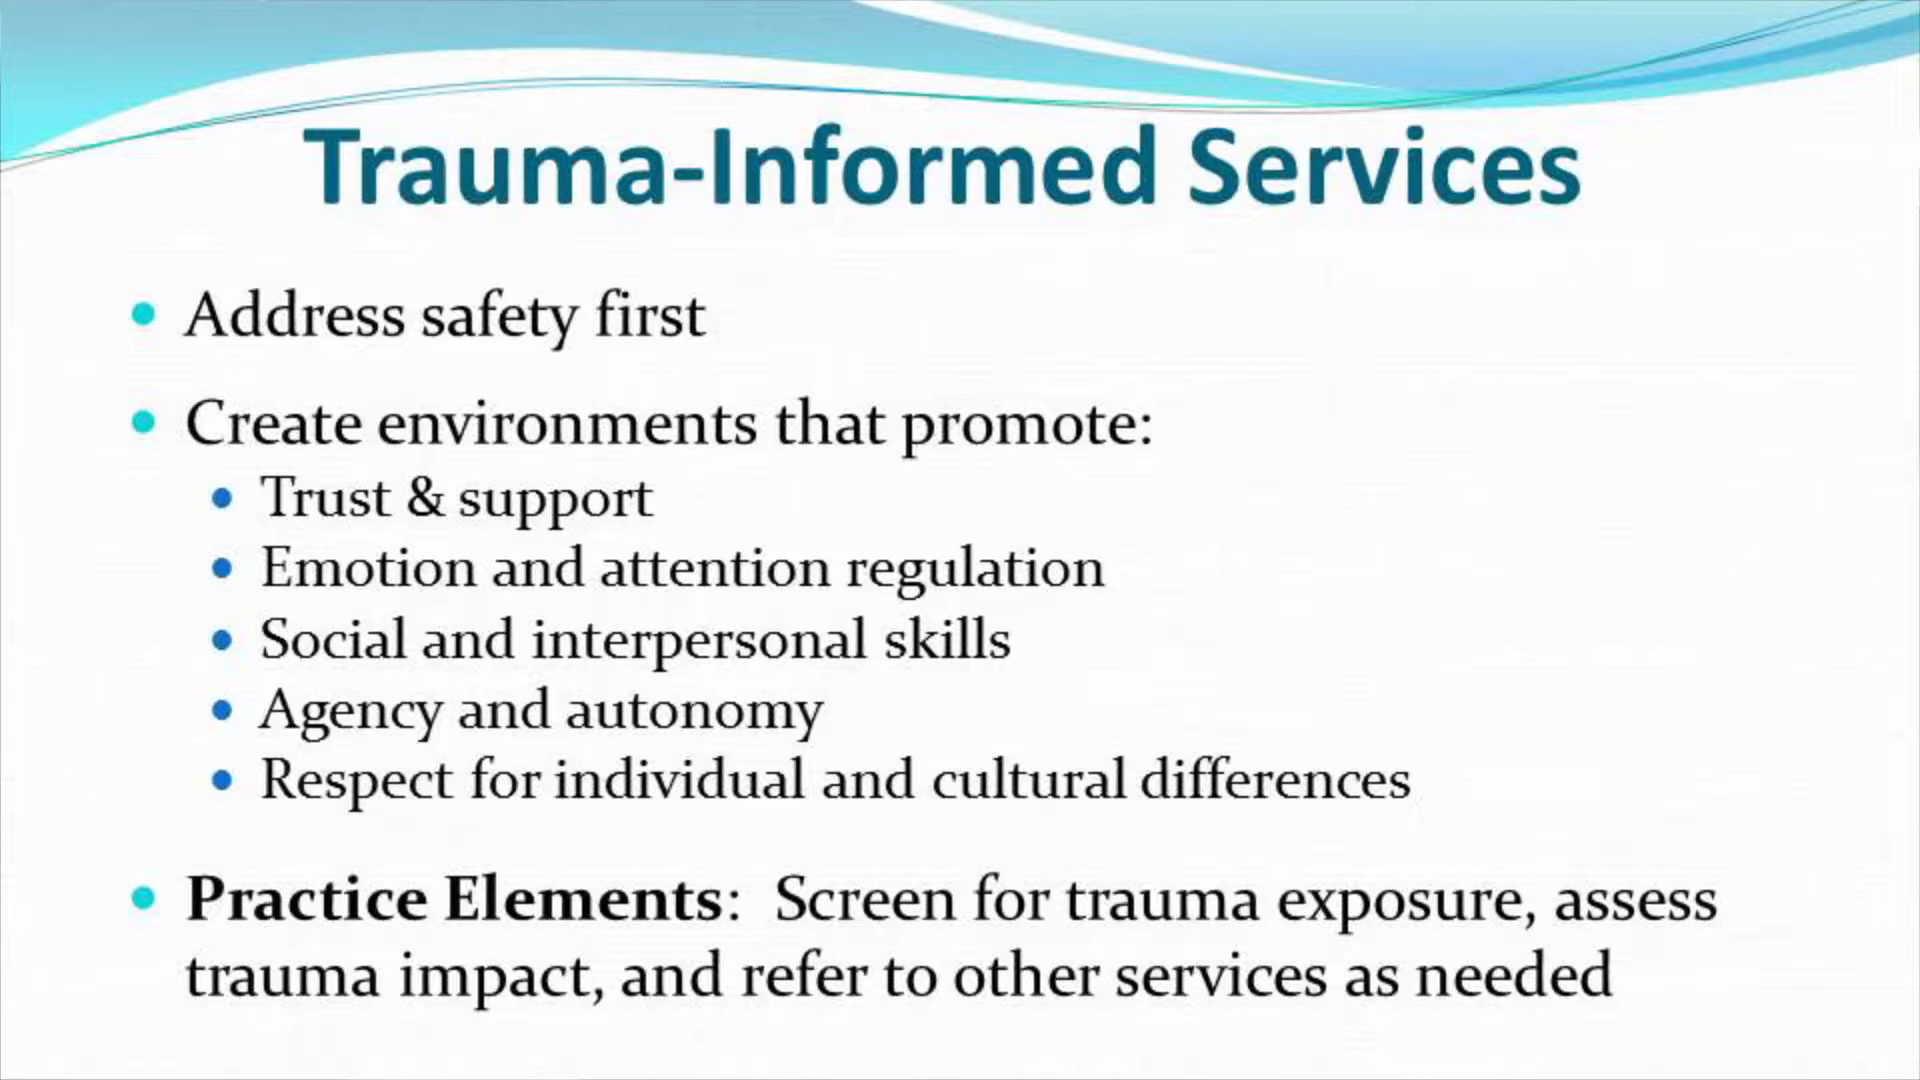 Trauma-Informed Services
• Address safety first
• Create environments that promote:
• Trust & support
• Emotion and attention regulation
• Social and interpersonal skills
• Agency and autonomy
• Respect for individual and cultural differences
• Practice Elements:  Screen for trauma exposure, assess
trauma impact, and refer to other services as needed